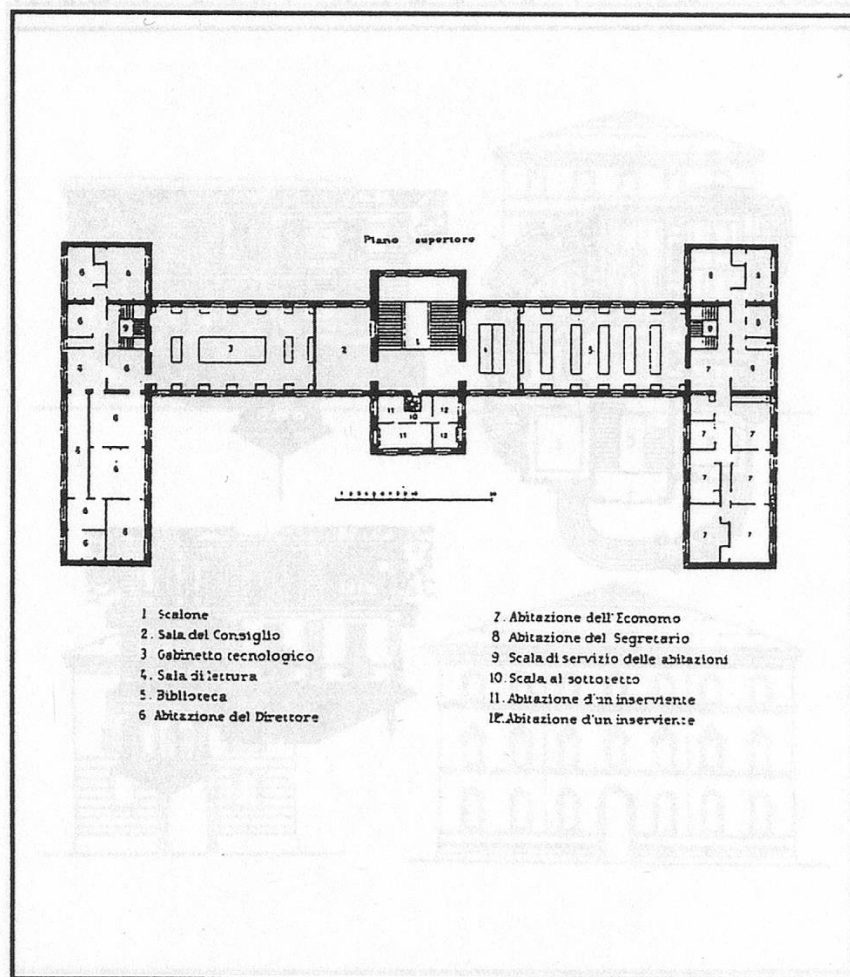 Piano superiore
1 Scalone
2. Sala del Consiglio
3 Gabinetto tecnologico
4. Sala di lettura
5. Biblioteca
6 Abitazione del Direttore
7. Abitazione dell'Economo
8 Abitazione del Segretario
9 Scala di servizio delle abitazioni
10. Scala al sottotetto
11. Abitazione d'un inserviente
12. Abitazione d'un inserviente